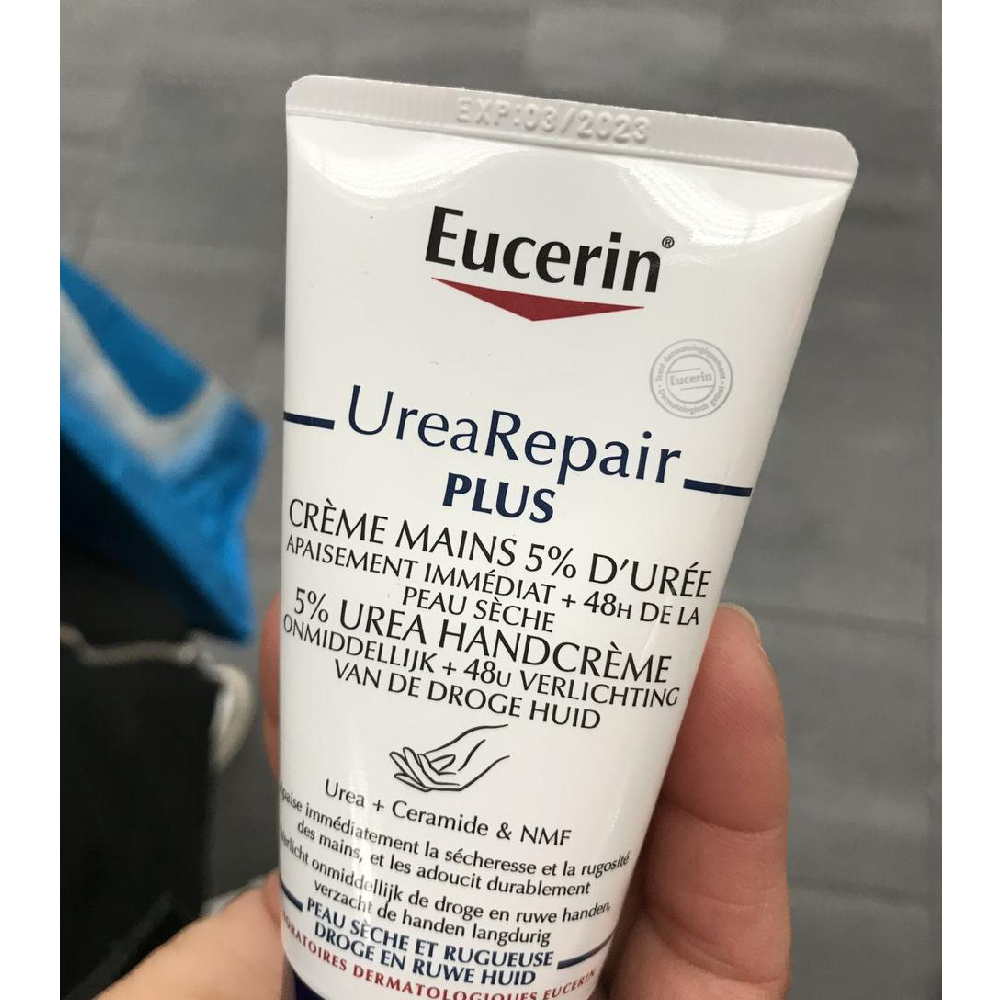 EXP:03/2023
Eucerin®
Eucerin
UreaRepair
PLUS
CRÈME MAINS 5% D'URÉE
APAISEMENT IMMÉDIAT + 48H DE LA
PEAU SÈCHE
5% UREA HANDCRÈME
ONMIDDELLIJK + 48U VERLICHTING
VAN DE DROGE HUID
Urea + Ceramide & NMF
immédiatement la sécheresse et la rugosité
des mains, et les adoucit durablement
onmiddellijk de droge en ruwe handen,
verzacht de handen langdurig
PEAU SÈCHE ET RUGUEUSE
DROGE EN RUWE HUID
DERMATOLOGIQUES EUCERIN